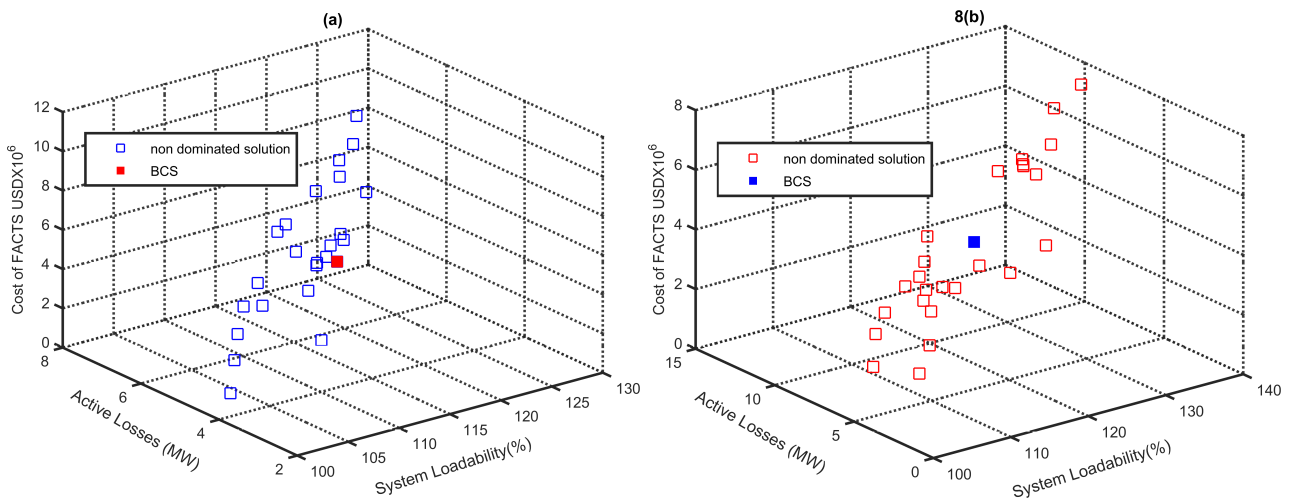 (a)
12
10
8
6
4
2
0
Cost of FACTS USDX10^6
non dominated solution
BCS
8
6
4
2
Active Losses (MW)
100
105
110
115
120
125
130
System Loadability(%)
8(b)
8
6
4
2
0
Cost of FACTS USDX10^6
non dominated solution
BCS
15
10
5
0
Active Losses (MW)
100
110
120
130
140
System Loadability(%)